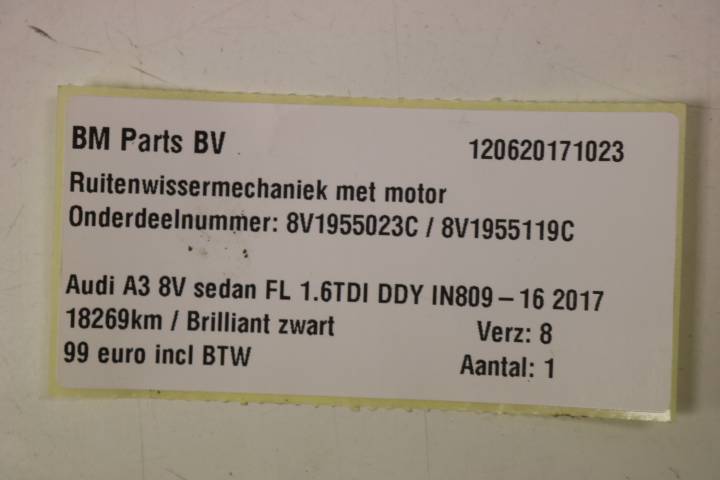 BM Parts BV 120620171023
Ruitenwissermechaniek met motor
Onderdeelnummer: 8V1955023C / 8V1955119C
Audi A3 8V sedan FL 1.6TDI DDY IN809 – 16 2017
18269km / Brilliant zwart Verz: 8
99 euro incl BTW Aantal: 1